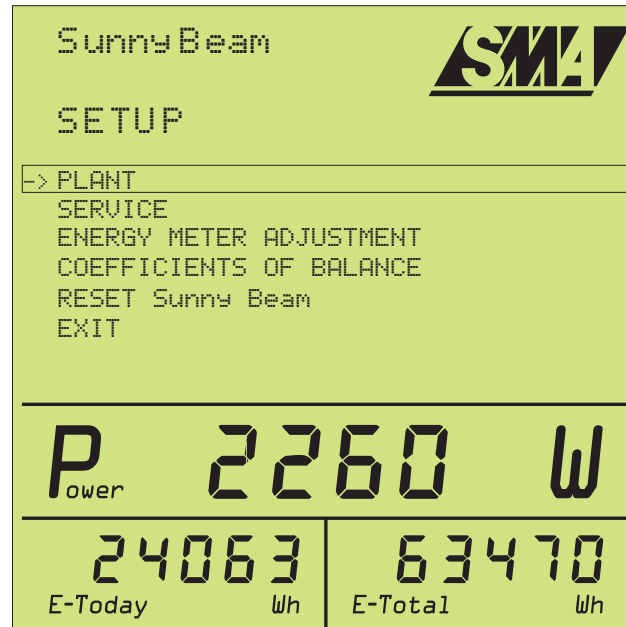 Sunny Beam
SMA
SETUP
-> PLANT
SERVICE
ENERGY METER ADJUSTMENT
COEFFICIENTS OF BALANCE
RESET Sunny Beam
EXIT
Power 2260 W
24063
E-Today Wh
63470
E-Total Wh